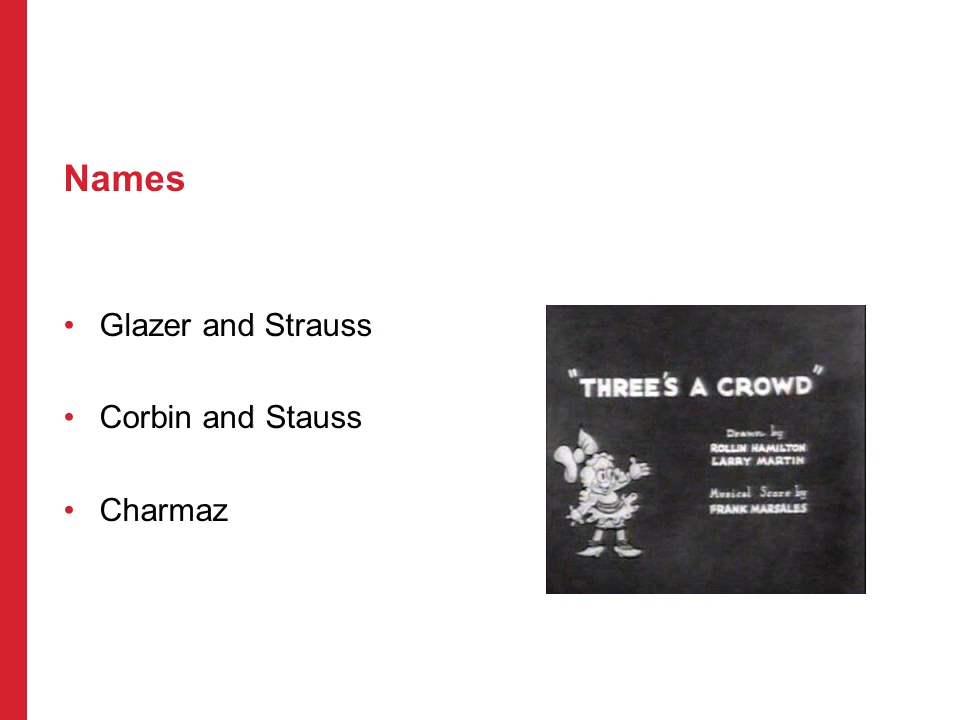 Names
• Glazer and Strauss
• Corbin and Stauss
• Charmaz
"THREE'S A CROWD"
Drawn by
ROLLIN HAMILTON
LARRY MARTIN
Musical Score by
FRANK MARSALES